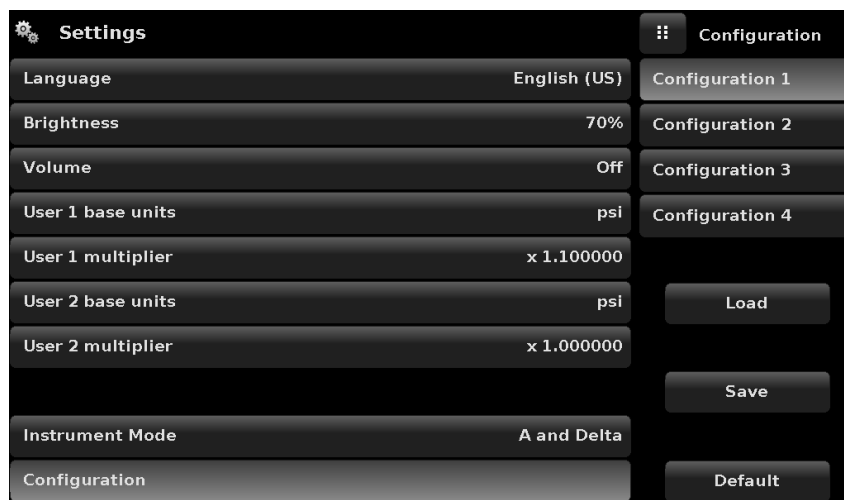 Settings
Configuration
Language English (US)
Configuration 1
Brightness 70%
Configuration 2
Volume Off
Configuration 3
User 1 base units psi
Configuration 4
User 1 multiplier x 1.100000
User 2 base units psi
Load
User 2 multiplier x 1.000000
Save
Instrument Mode A and Delta
Configuration
Default